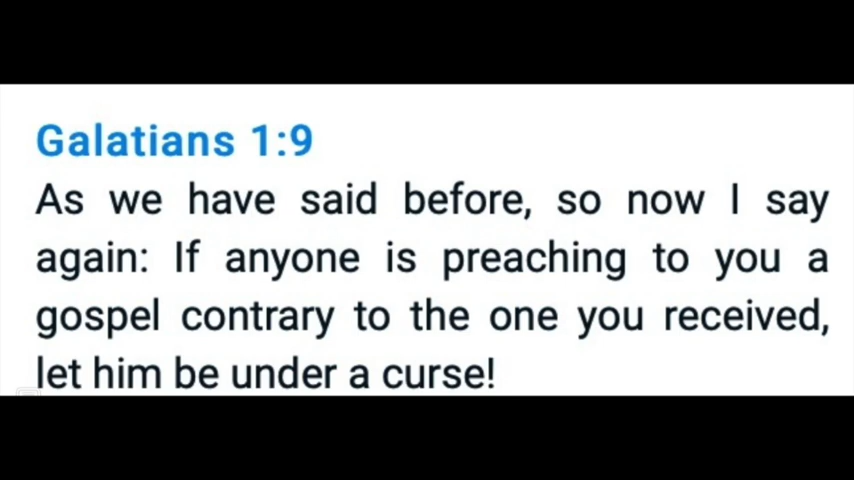 Galatians 1:9
As we have said before, so now I say
again: If anyone is preaching to you a
gospel contrary to the one you received,
let him be under a curse!